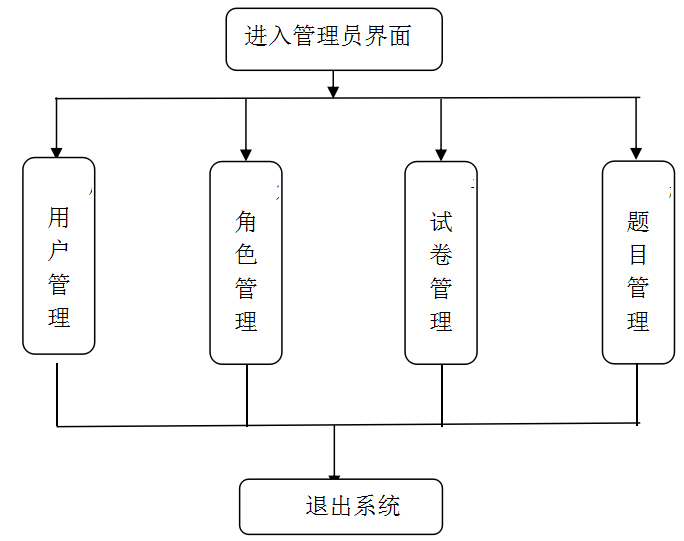 进入管理员界面
用户管理
角色管理
试卷管理
题目管理
退出系统